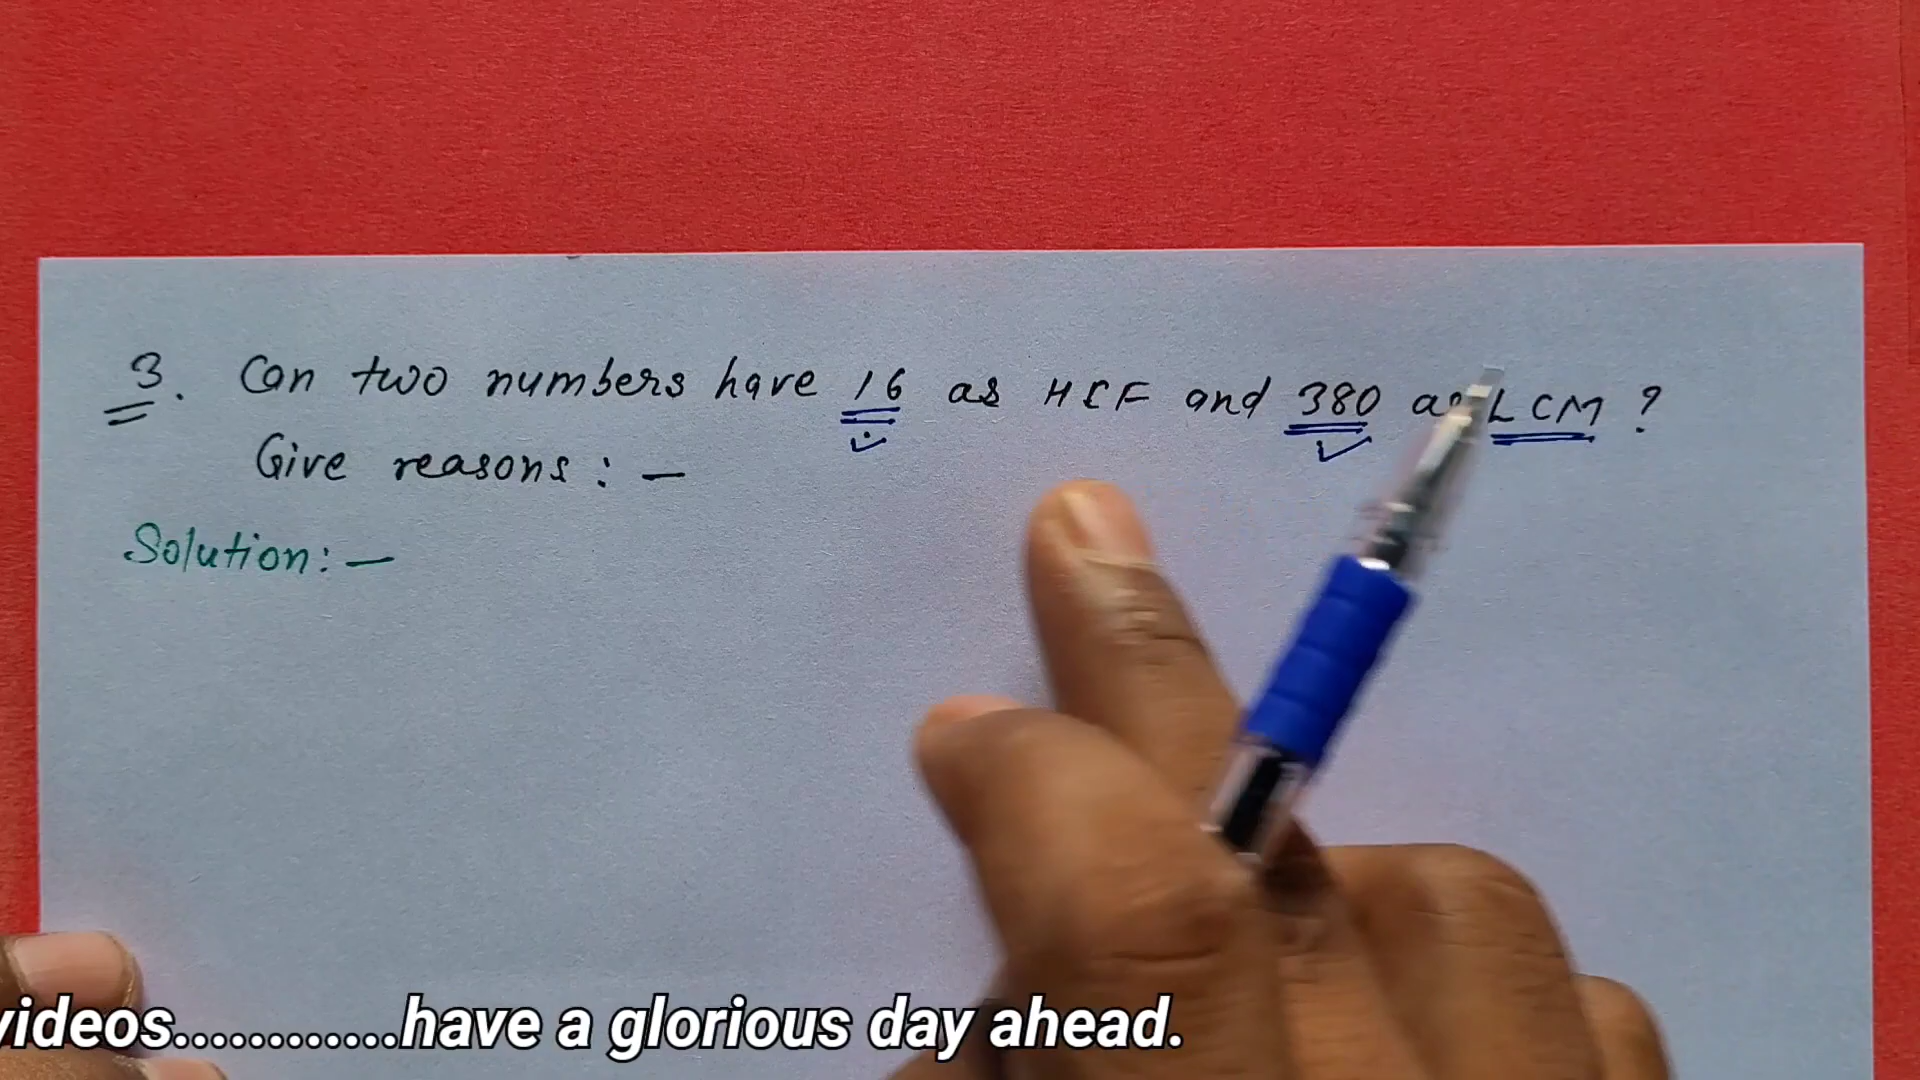 3. Can two numbers have 16 as HCF and 380 as LCM ?
Give reasons : —
Solution : —
videos............have a glorious day ahead.